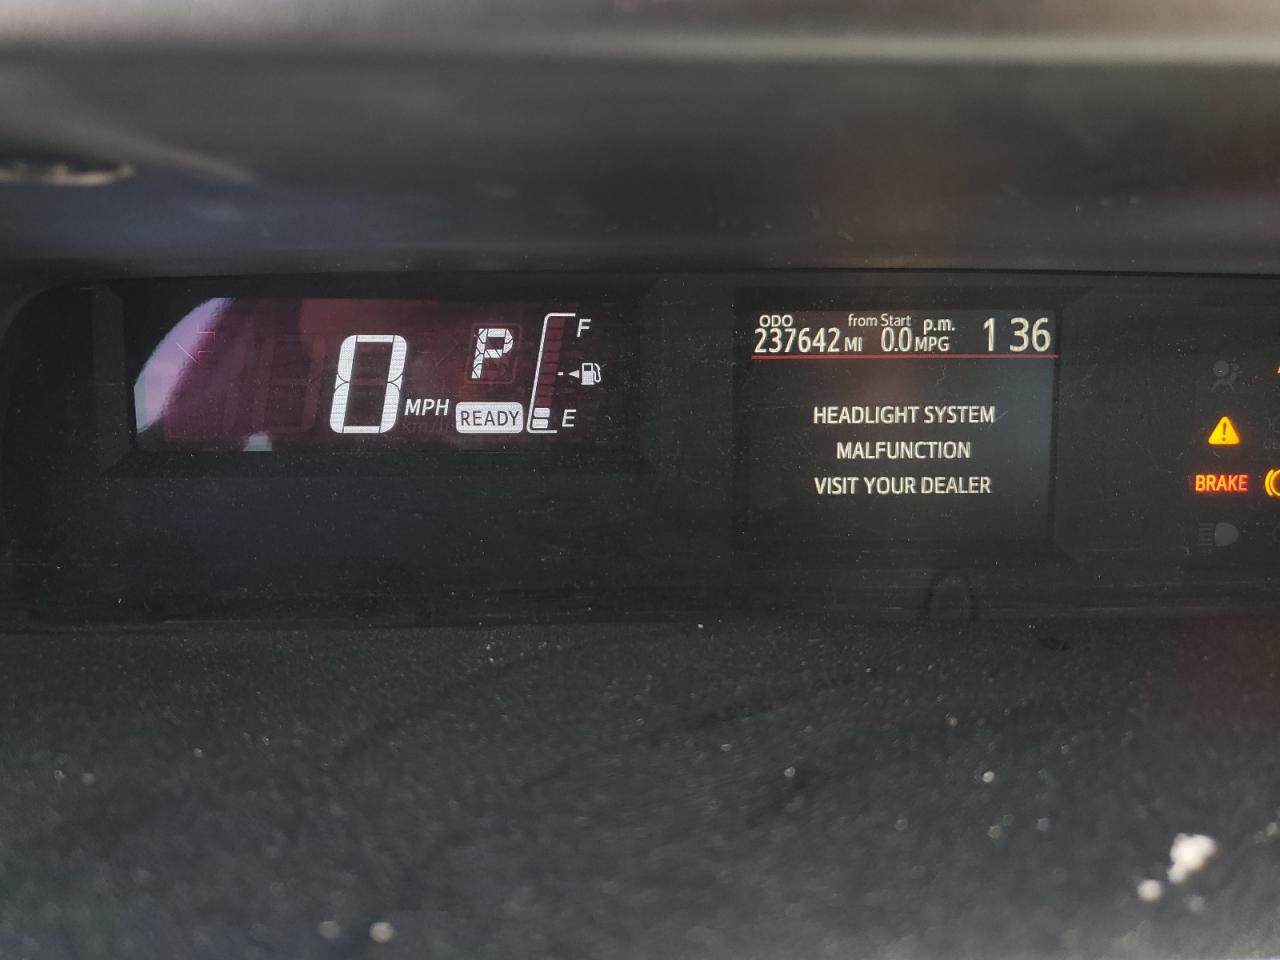 0 MPH
P
READY
F
E
ODO
237642 MI
from Start
0.0 MPG
p.m.
1 36
HEADLIGHT SYSTEM
MALFUNCTION
VISIT YOUR DEALER
BRAKE